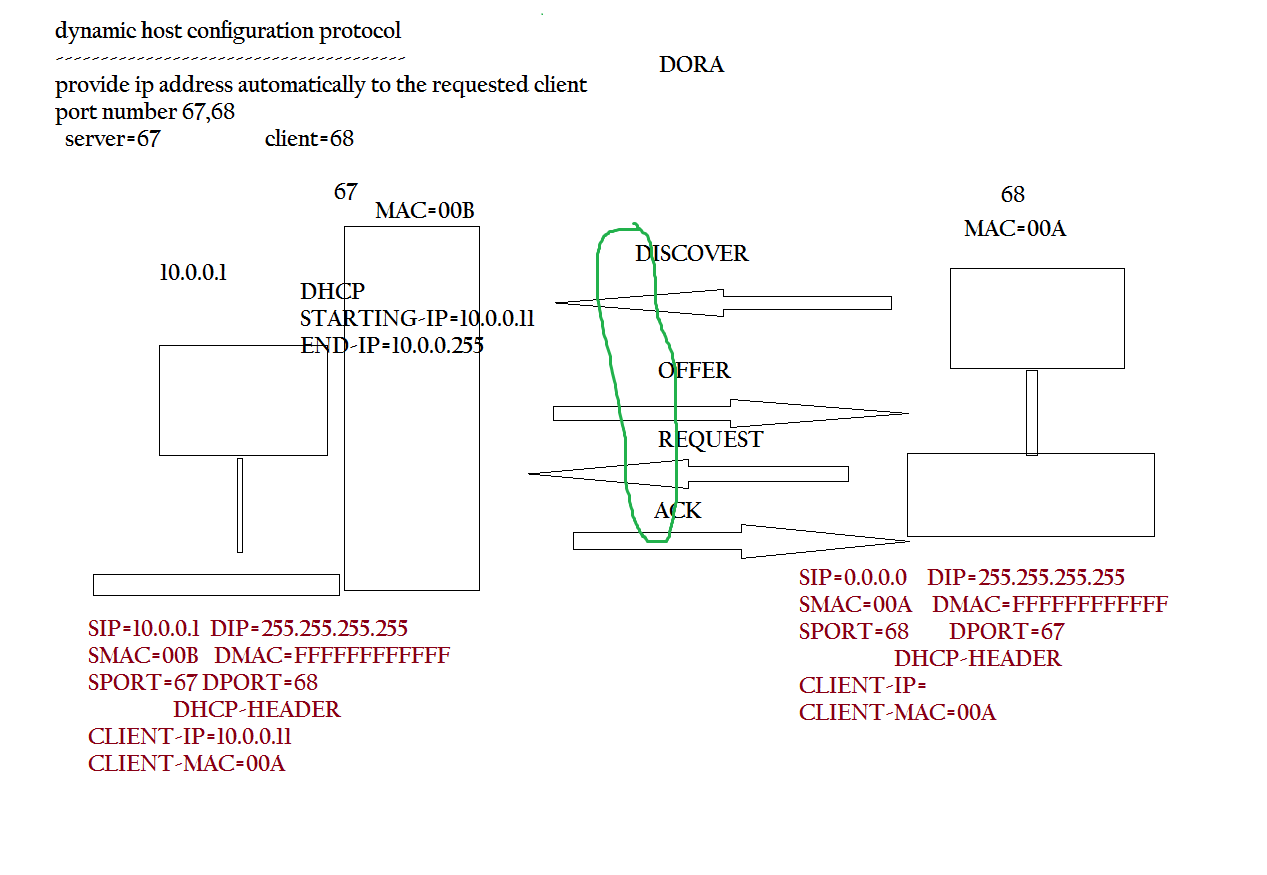 dynamic host configuration protocol
---------------------------------------
DORA
provide ip address automatically to the requested client
port number 67,68
server=67 client=68
67
MAC=00B
68
MAC=00A
10.0.0.1
DHCP
STARTING-IP=10.0.0.11
END-IP=10.0.0.255
DISCOVER
OFFER
REQUEST
ACK
SIP=0.0.0.0 DIP=255.255.255.255
SMAC=00A DMAC=FFFFFFFFFFFF
SPORT=68 DPORT=67
DHCP-HEADER
CLIENT-IP=
CLIENT-MAC=00A
SIP=10.0.0.1 DIP=255.255.255.255
SMAC=00B DMAC=FFFFFFFFFFFF
SPORT=67 DPORT=68
DHCP-HEADER
CLIENT-IP=10.0.0.11
CLIENT-MAC=00A